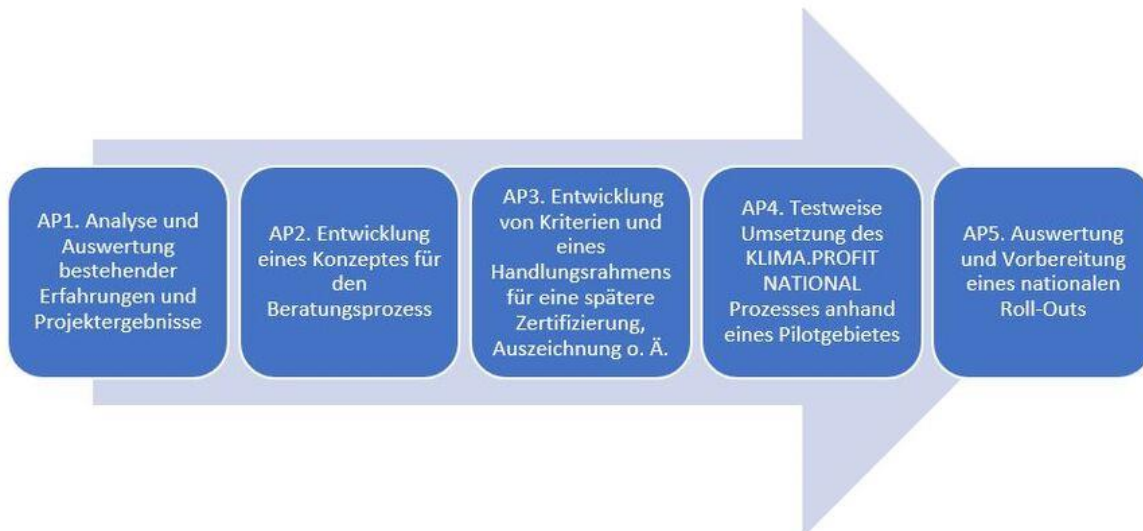 AP1. Analyse und
Auswertung
bestehender
Erfahrungen und
Projektergebnisse
AP2. Entwicklung
eines Konzeptes für
den
Beratungsprozess
AP3. Entwicklung
von Kriterien und
eines
Handlungsrahmens
für eine spätere
Zertifizierung,
Auszeichnung o. Ä.
AP4. Testweise
Umsetzung des
KLIMA.PROFIT
NATIONAL
Prozesses anhand
eines Pilotgebietes
AP5. Auswertung
und Vorbereitung
eines nationalen
Roll-Outs